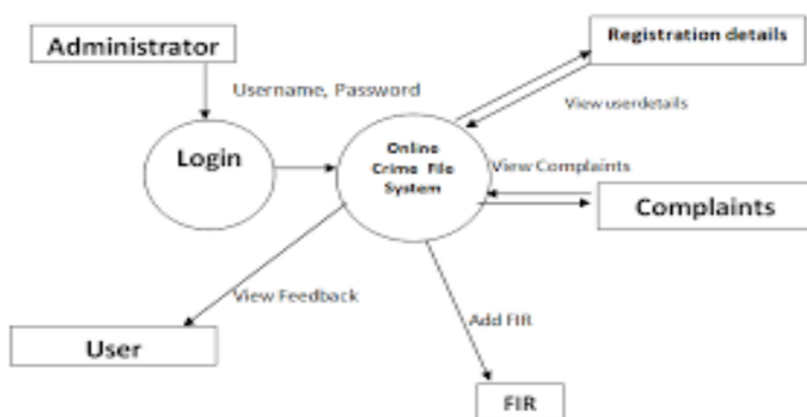 Administrator
Registration details
Username, Password
View userdetails
Login
Online
Crime File
System
View Complaints
Complaints
View Feedback
Add FIR
User
FIR